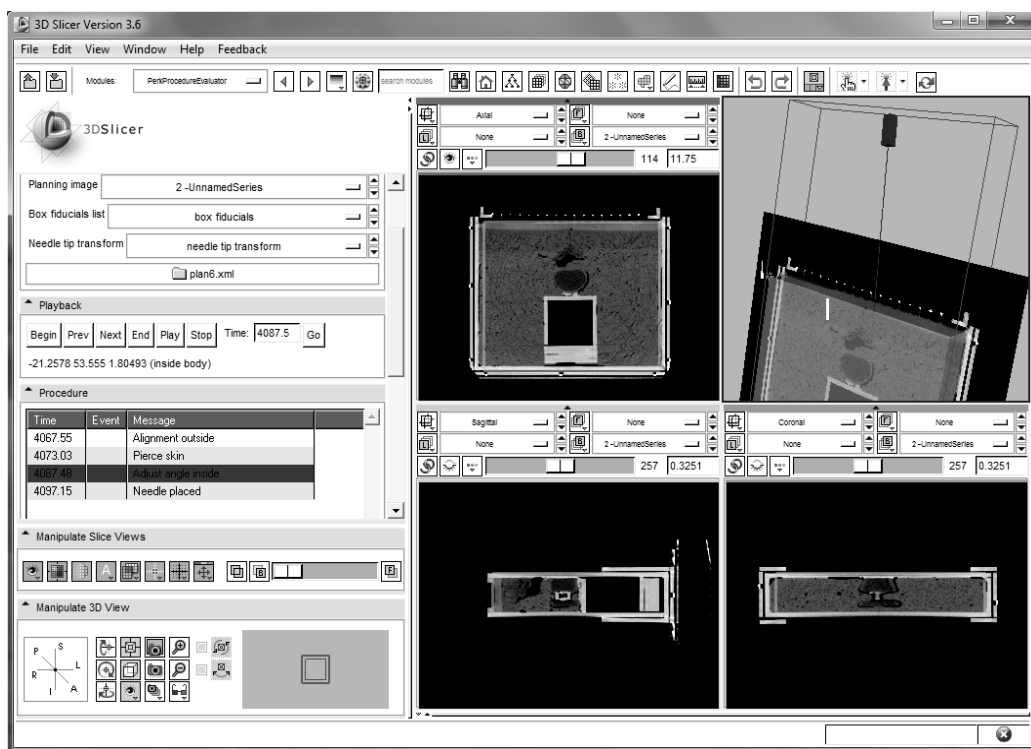 3D Slicer Version 3.6
File Edit View Window Help Feedback
Modules: PerkProcedureEvaluator search modules
3DSlicer
Planning image 2 -UnnamedSeries
Box fiducials list box fiducials
Needle tip transform needle tip transform
plan6.xml
Playback
Begin Prev Next End Play Stop Time: 4087.5 Go
-21.2578 53.555 1.80493 (inside body)
Procedure
Time Event Message
4067.55 Alignment outside
4073.03 Pierce skin
4087.48 Adjust angle inside
4097.15 Needle placed
Manipulate Slice Views
A B F
Manipulate 3D View
P S
R L
I A
Axial F None
L None B 2 -UnnamedSeries
114 11.75
Sagittal F None
L None B 2 -UnnamedSeries
257 0.3251
Coronal F None
L None B 2 -UnnamedSeries
257 0.3251